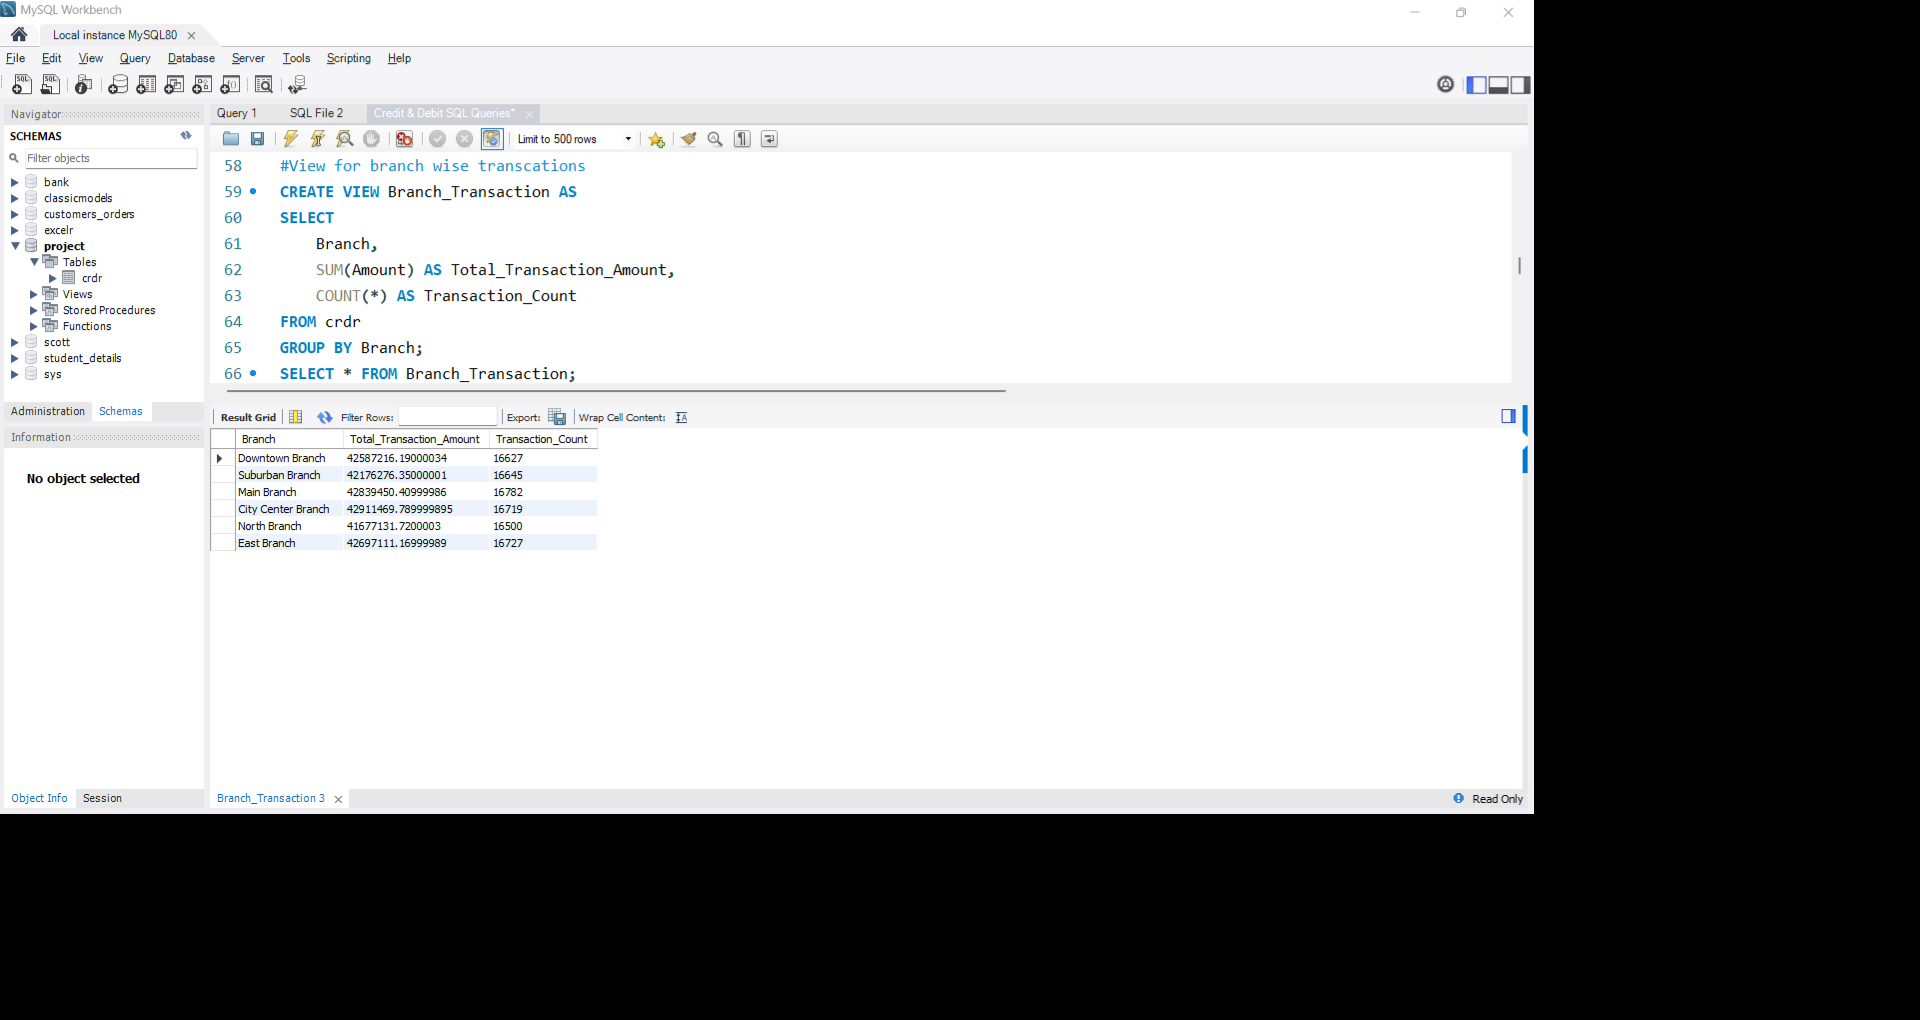 MySQL Workbench
Local instance MySQL80
File Edit View Query Database Server Tools Scripting Help
Navigator
SCHEMAS
Filter objects
bank
classicmodels
customers_orders
excelr
project
Tables
crdr
Views
Stored Procedures
Functions
scott
student_details
sys
Administration Schemas
Information
No object selected
Object Info Session
Query 1 SQL File 2 Credit & Debit SQL Queries*
Limit to 500 rows
58 #View for branch wise transcations
59 CREATE VIEW Branch_Transaction AS
60 SELECT
61 Branch,
62 SUM(Amount) AS Total_Transaction_Amount,
63 COUNT(*) AS Transaction_Count
64 FROM crdr
65 GROUP BY Branch;
66 SELECT * FROM Branch_Transaction;
Result Grid Filter Rows: Export: Wrap Cell Content:
Branch Total_Transaction_Amount Transaction_Count
Downtown Branch 42587216.19000034 16627
Suburban Branch 42176276.35000001 16645
Main Branch 42839450.40999986 16782
City Center Branch 42911469.789999895 16719
North Branch 41677131.7200003 16500
East Branch 42697111.16999989 16727
Branch_Transaction 3
Read Only